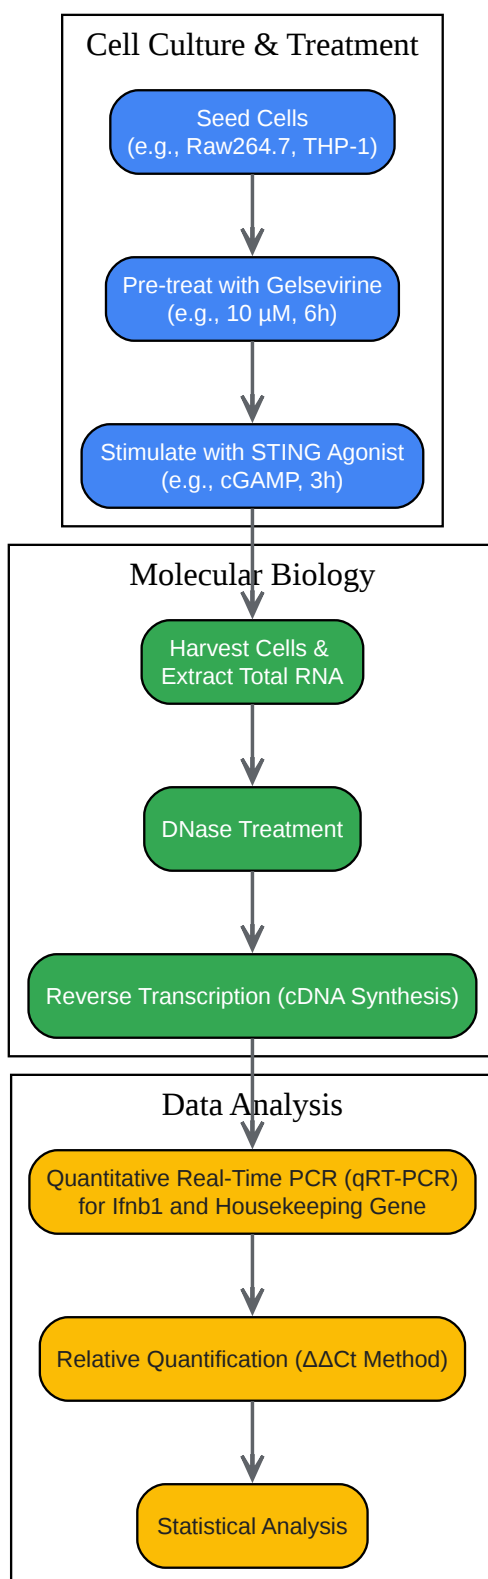 Cell Culture & Treatment
Seed Cells
(e.g., Raw264.7, THP-1)
Pre-treat with Gelsevirine
(e.g., 10 µM, 6h)
Stimulate with STING Agonist
(e.g., cGAMP, 3h)
Molecular Biology
Harvest Cells &
Extract Total RNA
DNase Treatment
Reverse Transcription (cDNA Synthesis)
Data Analysis
Quantitative Real-Time PCR (qRT-PCR)
for Ifnb1 and Housekeeping Gene
Relative Quantification (ΔΔCt Method)
Statistical Analysis